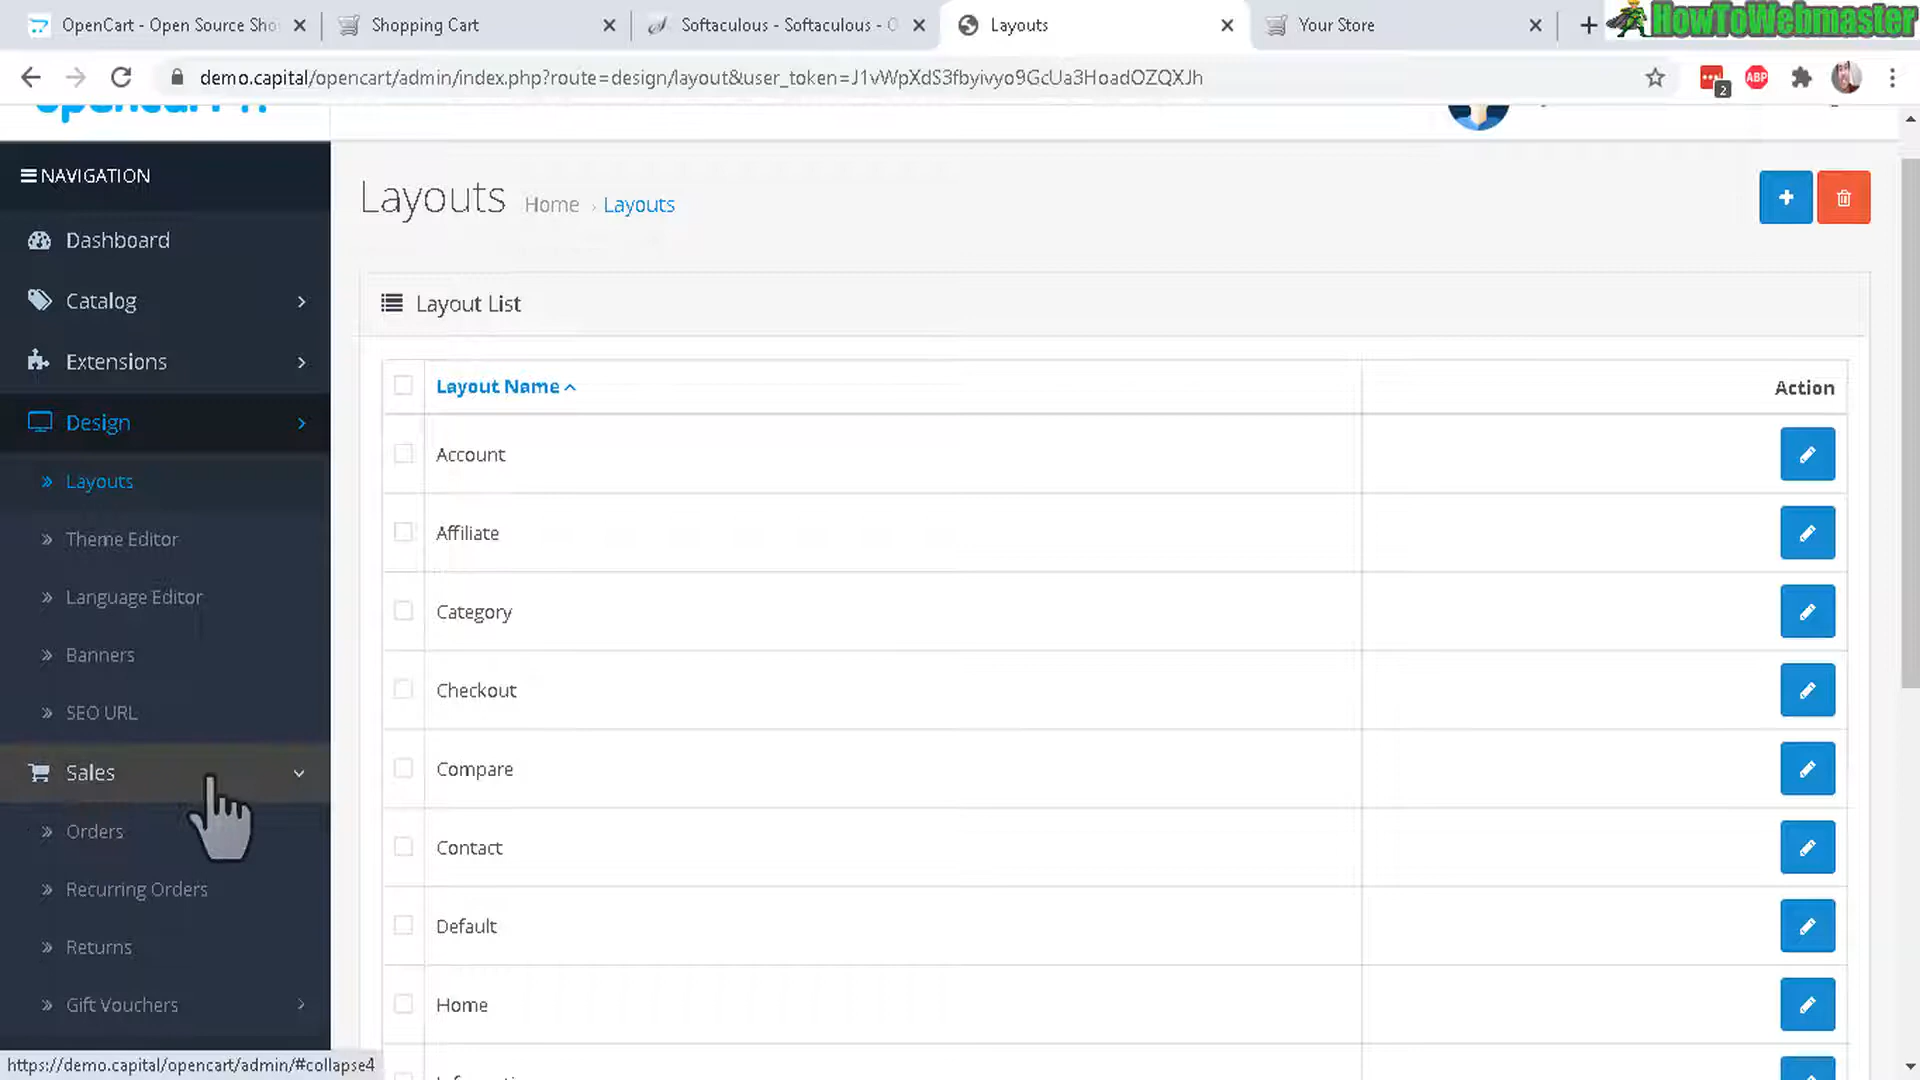 OpenCart - Open Source Sho
Shopping Cart
Softaculous - Softaculous - O
Layouts
Your Store
HowToWebmaster
demo.capital/opencart/admin/index.php?route=design/layout&user_token=J1vWpXdS3fbyivyo9GcUa3HoadOZQXJh
2
ABP
NAVIGATION
Dashboard
Catalog
Extensions
Design
Layouts
Theme Editor
Language Editor
Banners
SEO URL
Sales
Orders
Recurring Orders
Returns
Gift Vouchers
Layouts
Home › Layouts
Layout List
Layout Name
Action
Account
Affiliate
Category
Checkout
Compare
Contact
Default
Home
https://demo.capital/opencart/admin/#collapse4